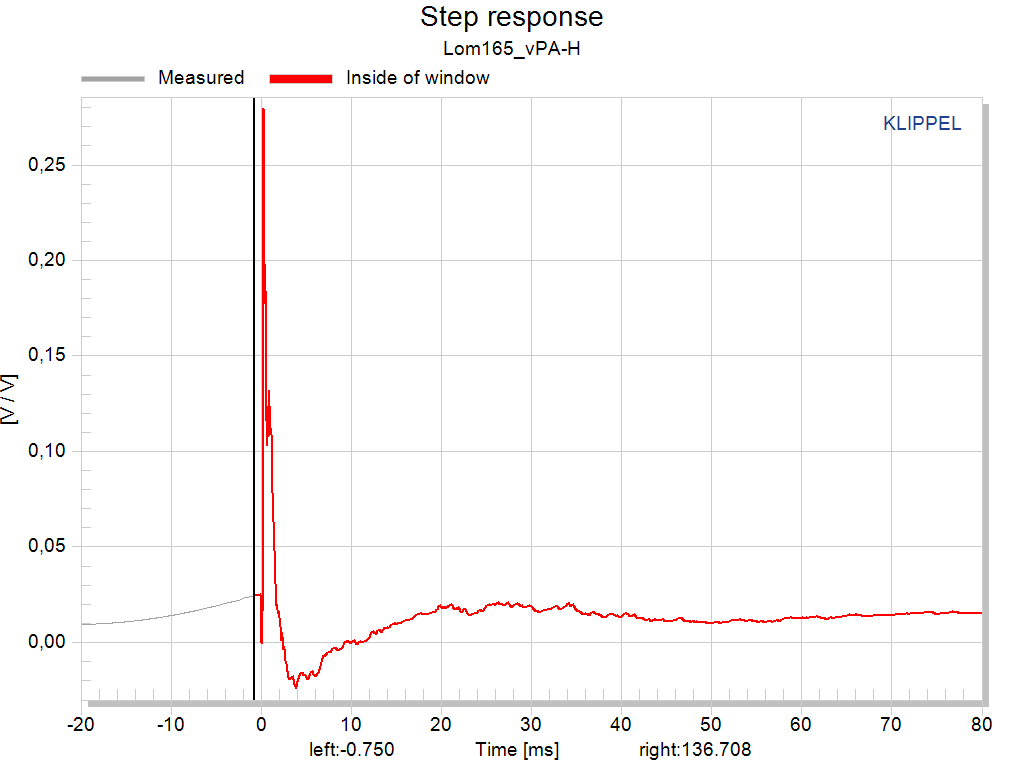 Step response
Lom165_vPA-H
Measured Inside of window
KLIPPEL
0,25
0,20
0,15
[V / V]
0,10
0,05
0,00
-20 -10 0 10 20 30 40 50 60 70 80
left:-0.750 Time [ms] right:136.708